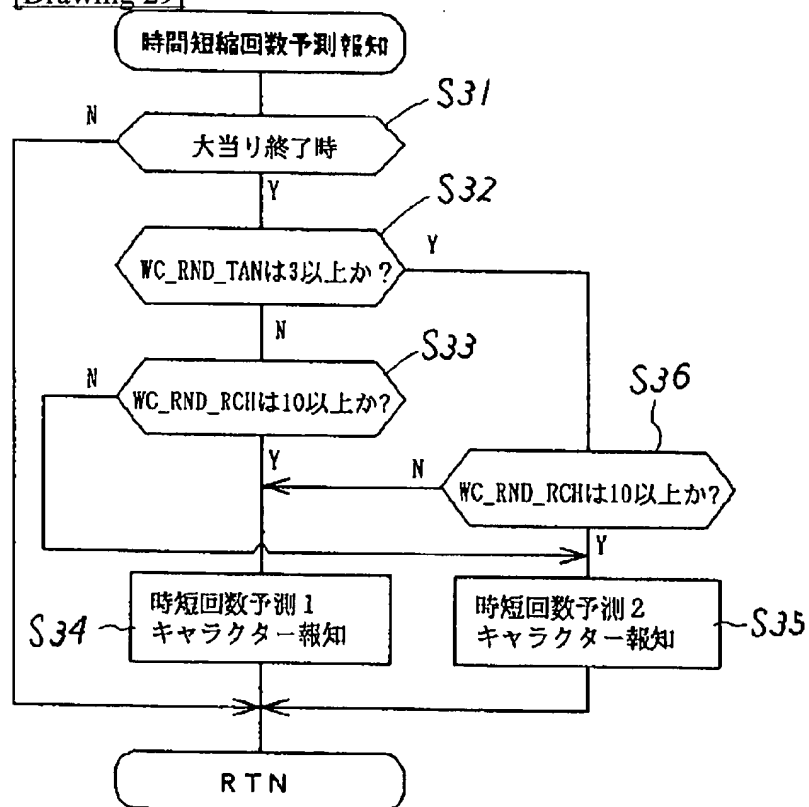 [Drawing 29]
時間短縮回数予測報知
S31
N
大当り終了時
Y
S32
Y
WC_RND_TANは3以上か?
N
S33
N
WC_RND_RCHは10以上か?
S36
Y
N
WC_RND_RCHは10以上か?
Y
時短回数予測1
キャラクター報知
S34
時短回数予測2
キャラクター報知
S35
RTN